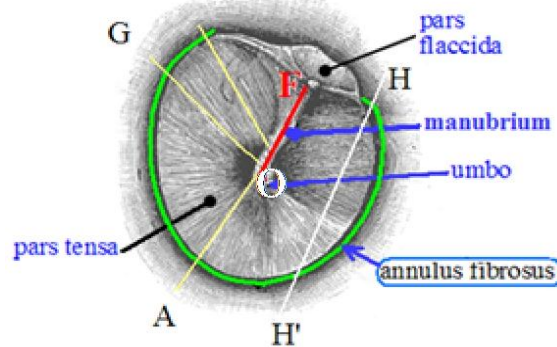 pars
flaccida
G
F
H
manubrium
umbo
O
pars tensa
annulus fibrosus
A
H'